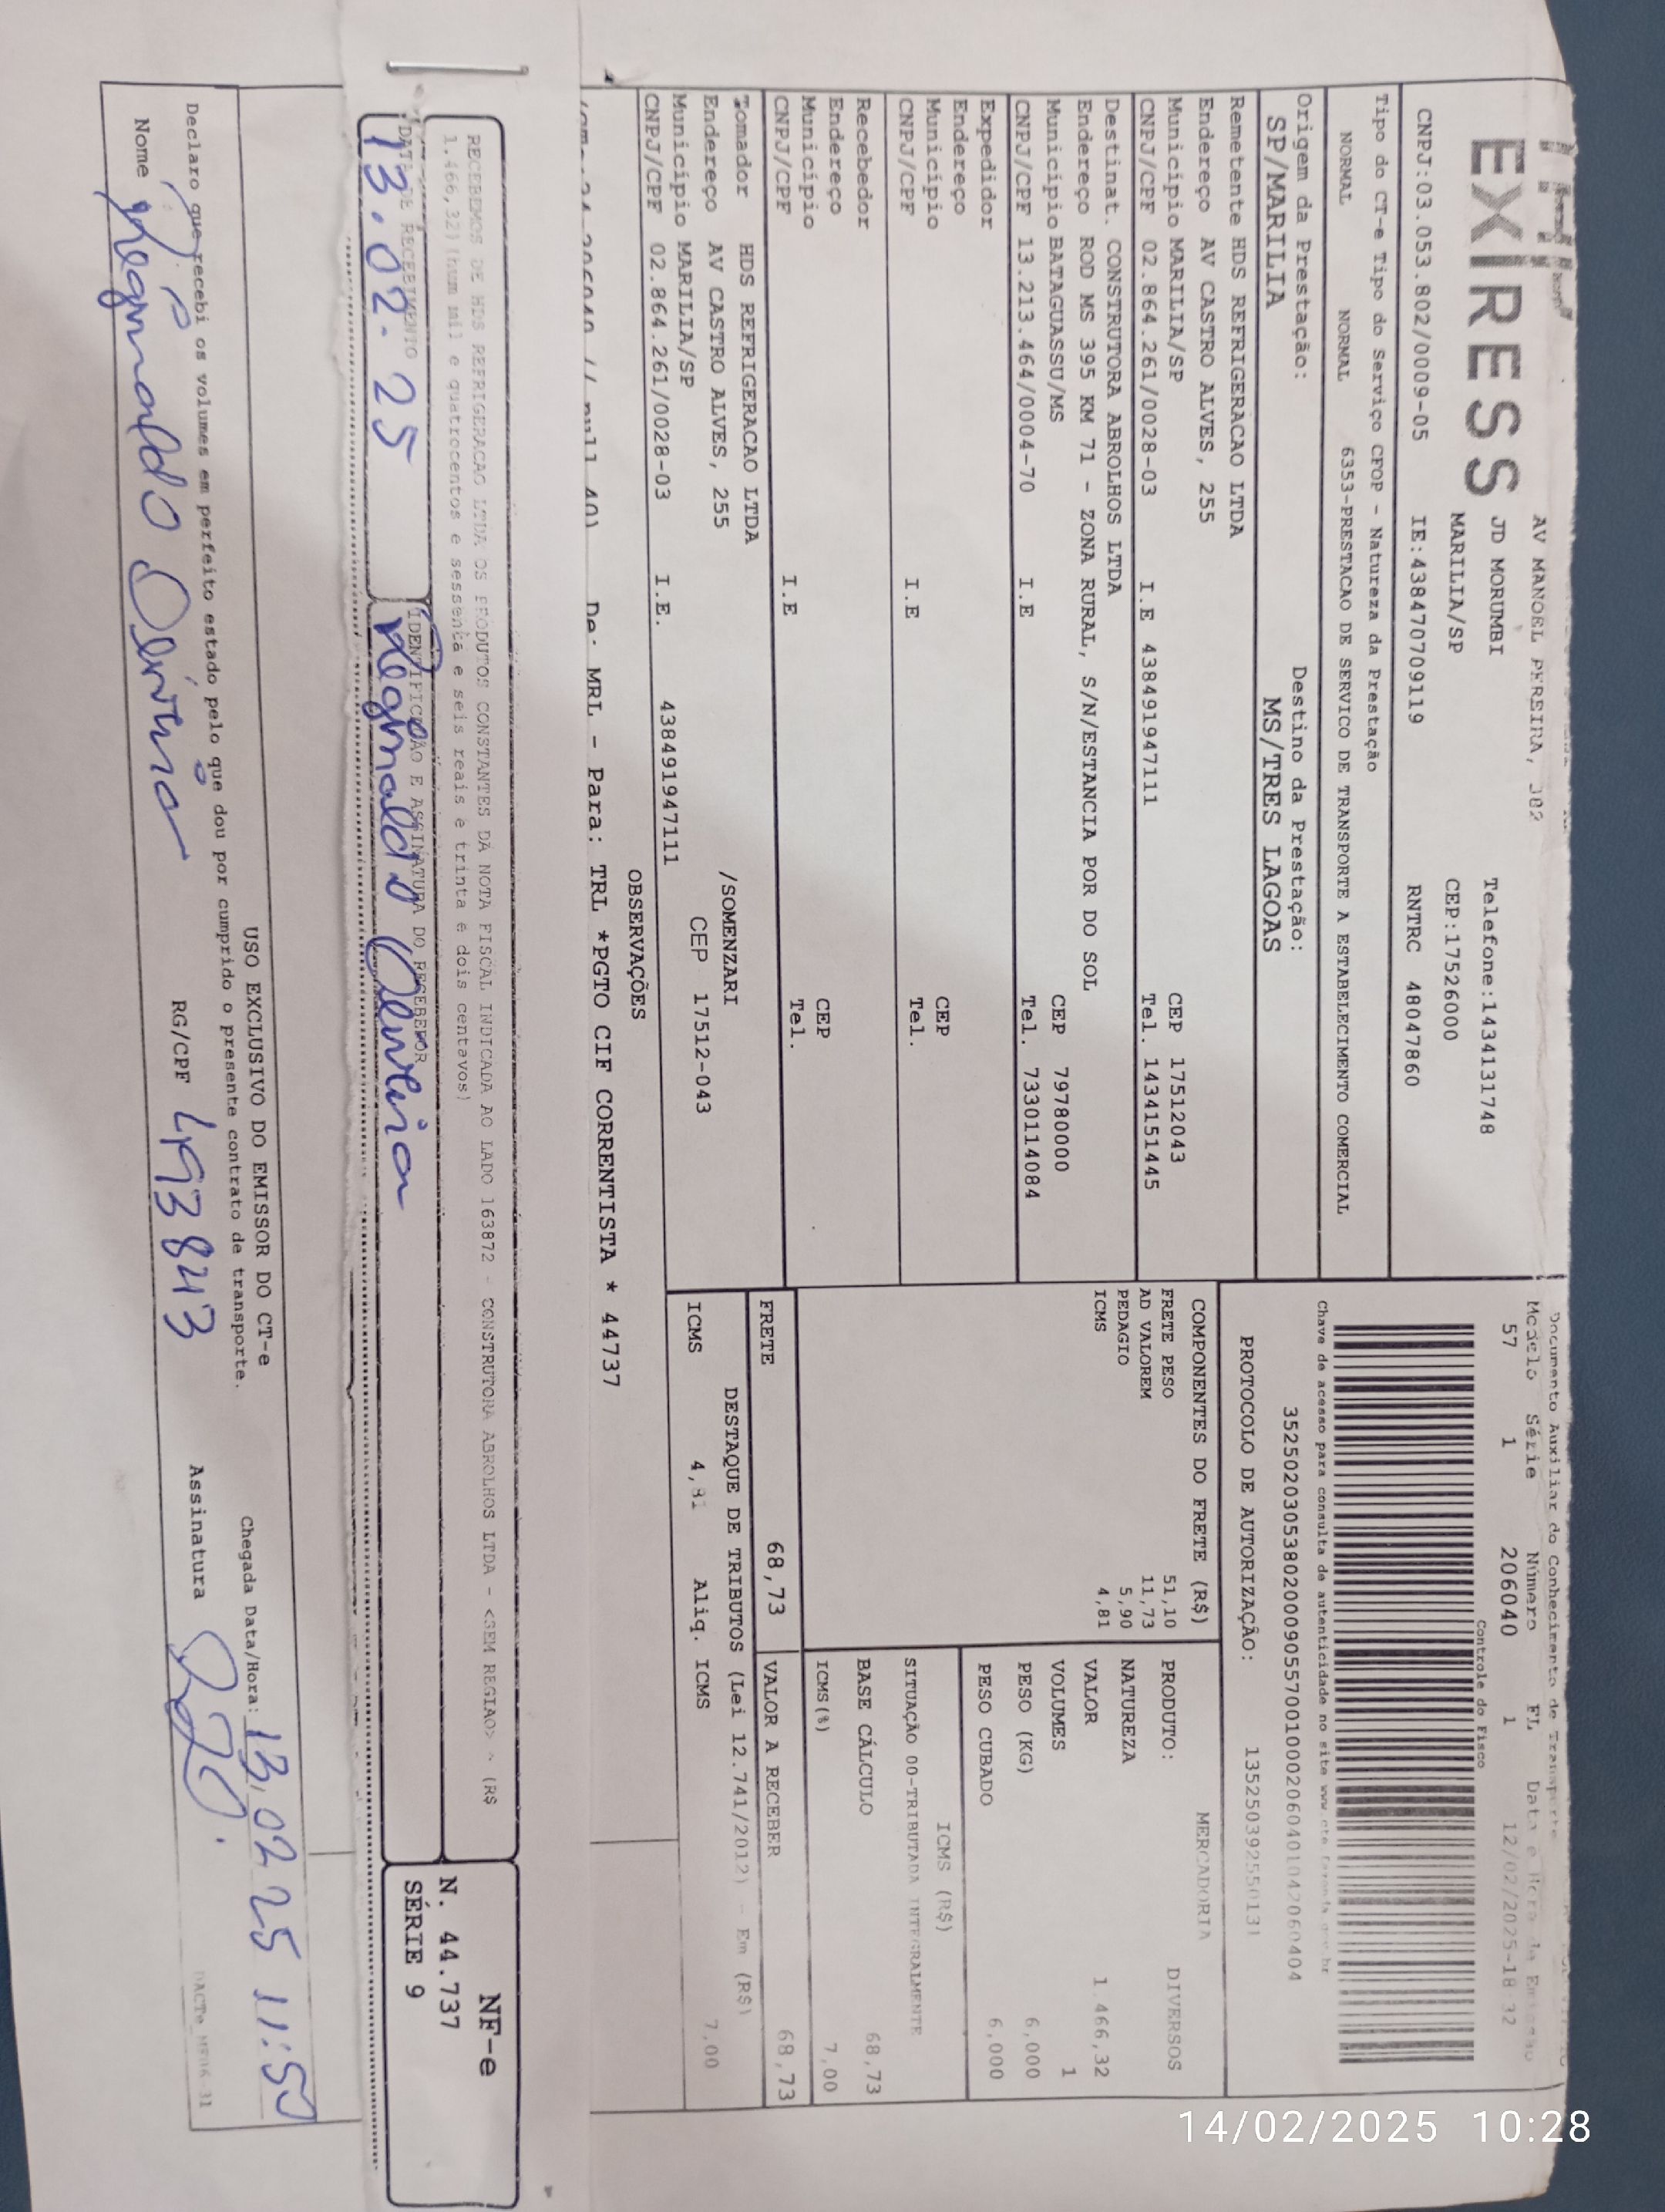 EXPRESS
AV MANOEL PEREIRA, 382
JD MORUMBI Telefone:1434131748
MARILIA/SP CEP:17526000
CNPJ:03.053.802/0009-05 IE:438470709119 RNTRC 48047860
Documento Auxiliar do Conhecimento de Transporte
Modelo Série Número FL Data e Hora da Emissão
57 1 206040 1 12/02/2025-18:32
Controle do Fisco
Tipo do CT-e Tipo do Serviço CFOP - Natureza da Prestação
NORMAL NORMAL 6353-PRESTACAO DE SERVICO DE TRANSPORTE A ESTABELECIMENTO COMERCIAL
Chave de acesso para consulta de autenticidade no site www.cte.fazenda.gov.br
35250203053802000905570010002060401042060404
PROTOCOLO DE AUTORIZAÇÃO: 135250392550131
Origem da Prestação: Destino da Prestação:
SP/MARILIA MS/TRES LAGOAS
Remetente HDS REFRIGERACAO LTDA
Endereço AV CASTRO ALVES, 255
Município MARILIA/SP CEP 17512043
CNPJ/CPF 02.864.261/0028-03 I.E 438491947111 Tel. 1434151445
Destinat. CONSTRUTORA ABROLHOS LTDA
Endereço ROD MS 395 KM 71 - ZONA RURAL, S/N/ESTANCIA POR DO SOL
Município BATAGUASSU/MS CEP 79780000
CNPJ/CPF 13.213.464/0004-70 I.E Tel. 7330114084
Expedidor
Endereço
Município CEP
CNPJ/CPF I.E Tel.
Recebedor
Endereço
Município CEP
CNPJ/CPF I.E Tel.
Tomador HDS REFRIGERACAO LTDA
Endereço AV CASTRO ALVES, 255 /SOMENZARI
Município MARILIA/SP CEP 17512-043
CNPJ/CPF 02.864.261/0028-03 I.E. 438491947111
COMPONENTES DO FRETE (R$)
FRETE PESO 51,10
AD VALOREM 11,73
PEDAGIO 5,90
ICMS 4,81
MERCADORIA
PRODUTO: DIVERSOS
NATUREZA
VALOR 1.466,32
VOLUMES 1
PESO (KG) 6,000
PESO CUBADO 6,000
ICMS (R$)
SITUAÇÃO 00-TRIBUTADA INTEGRALMENTE
BASE CÁLCULO 68,73
ICMS(%) 7,00
FRETE 68,73 VALOR A RECEBER 68,73
DESTAQUE DE TRIBUTOS (Lei 12.741/2012) - Em (R$)
ICMS 4,81 Aliq. ICMS 7,00
OBSERVAÇÕES
De: MRL - Para: TRL *PGTO CIF CORRENTISTA * 44737
RECEBEMOS DE HDS REFRIGERACAO LTDA OS PRODUTOS CONSTANTES DA NOTA FISCAL INDICADA AO LADO 163872 - CONSTRUTORA ABROLHOS LTDA - <SEM REGIAO> - (R$
1.466,32)(hum mil e quatrocentos e sessenta e seis reais e trinta e dois centavos)
DATA DE RECEBIMENTO IDENTIFICAÇÃO E ASSINATURA DO RECEBEDOR
13.02.25 Reginaldo Oliveira
NF-e
N. 44.737
SÉRIE 9
USO EXCLUSIVO DO EMISSOR DO CT-e
Declaro que recebi os volumes em perfeito estado pelo que dou por cumprido o presente contrato de transporte.
Chegada Data/Hora: 13,02 25 11:50
Nome Reginaldo Oliveira RG/CPF 493843 Assinatura
14/02/2025 10:28